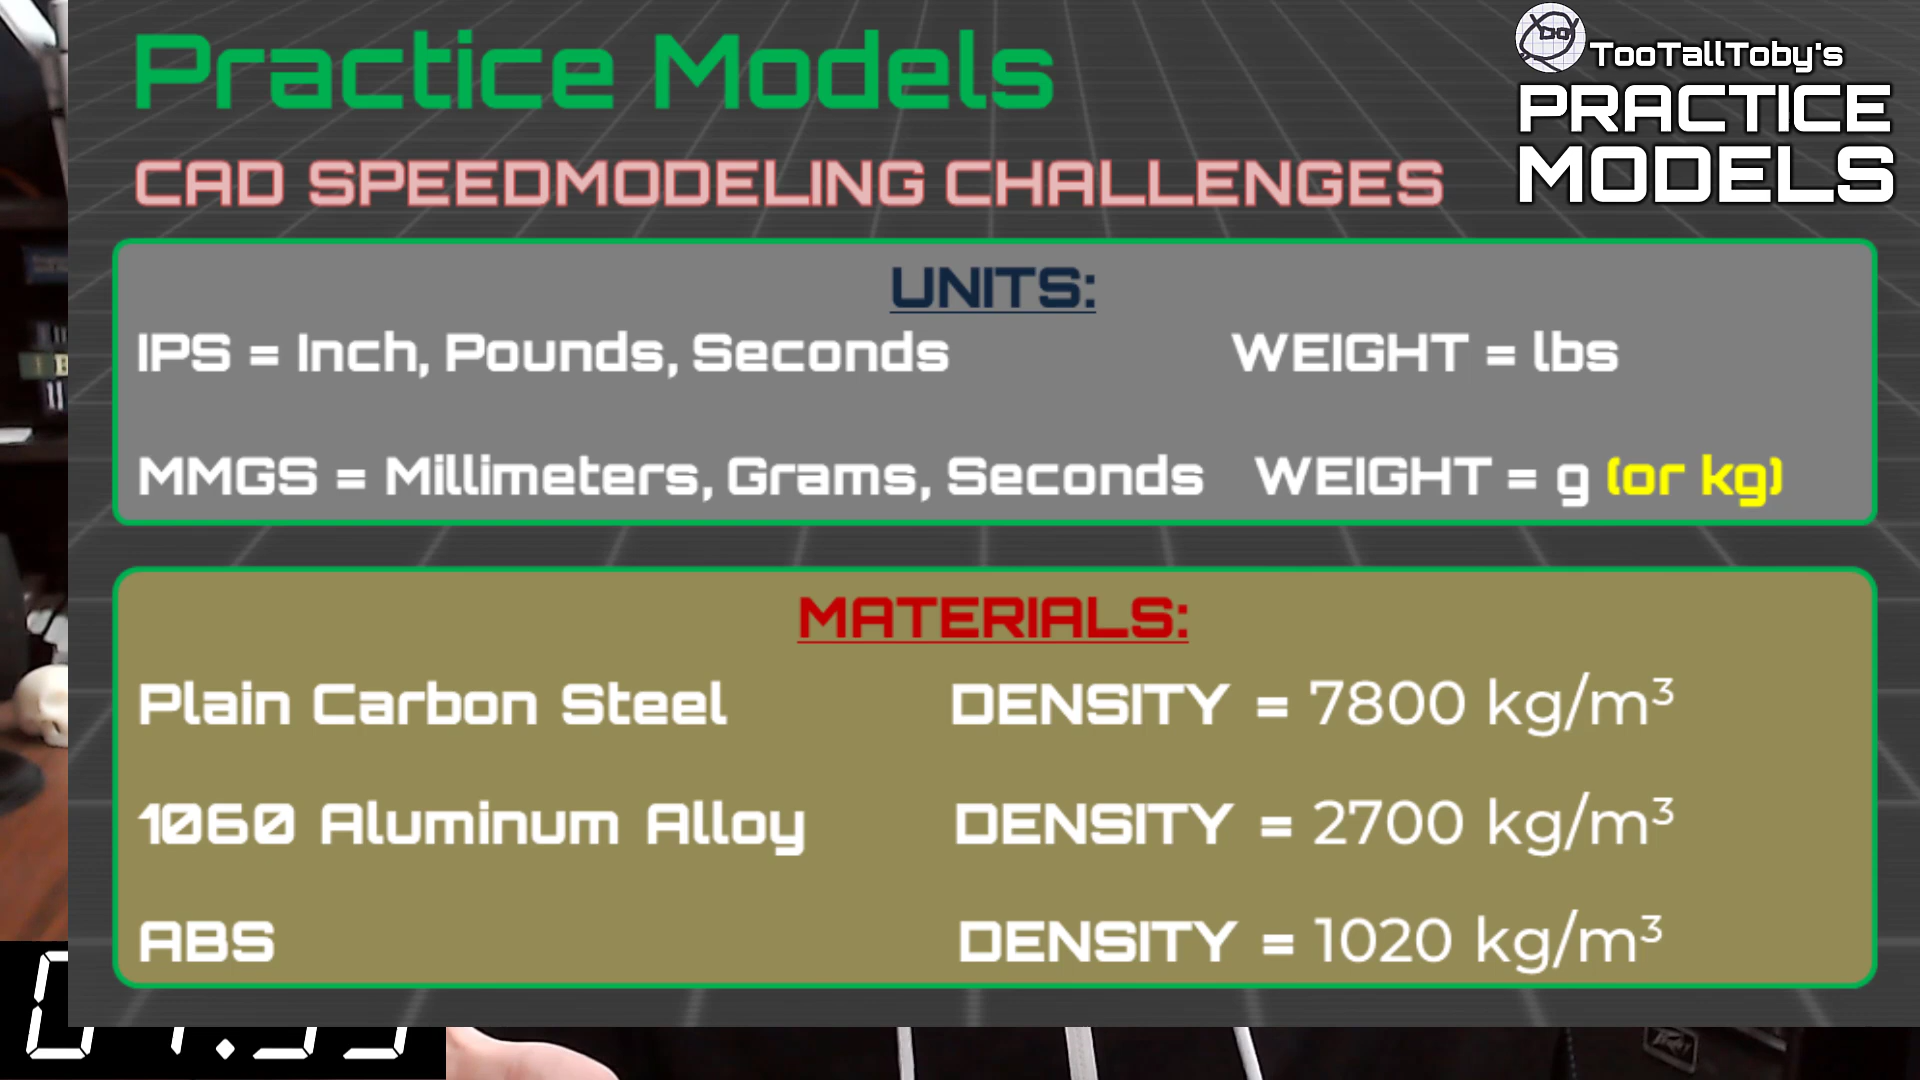 Practice Models
TooTallToby's
PRACTICE
MODELS
CAD SPEEDMODELING CHALLENGES
UNITS:
IPS = Inch, Pounds, Seconds WEIGHT = lbs
MMGS = Millimeters, Grams, Seconds WEIGHT = g (or kg)
MATERIALS:
Plain Carbon Steel DENSITY = 7800 kg/m³
1060 Aluminum Alloy DENSITY = 2700 kg/m³
ABS DENSITY = 1020 kg/m³